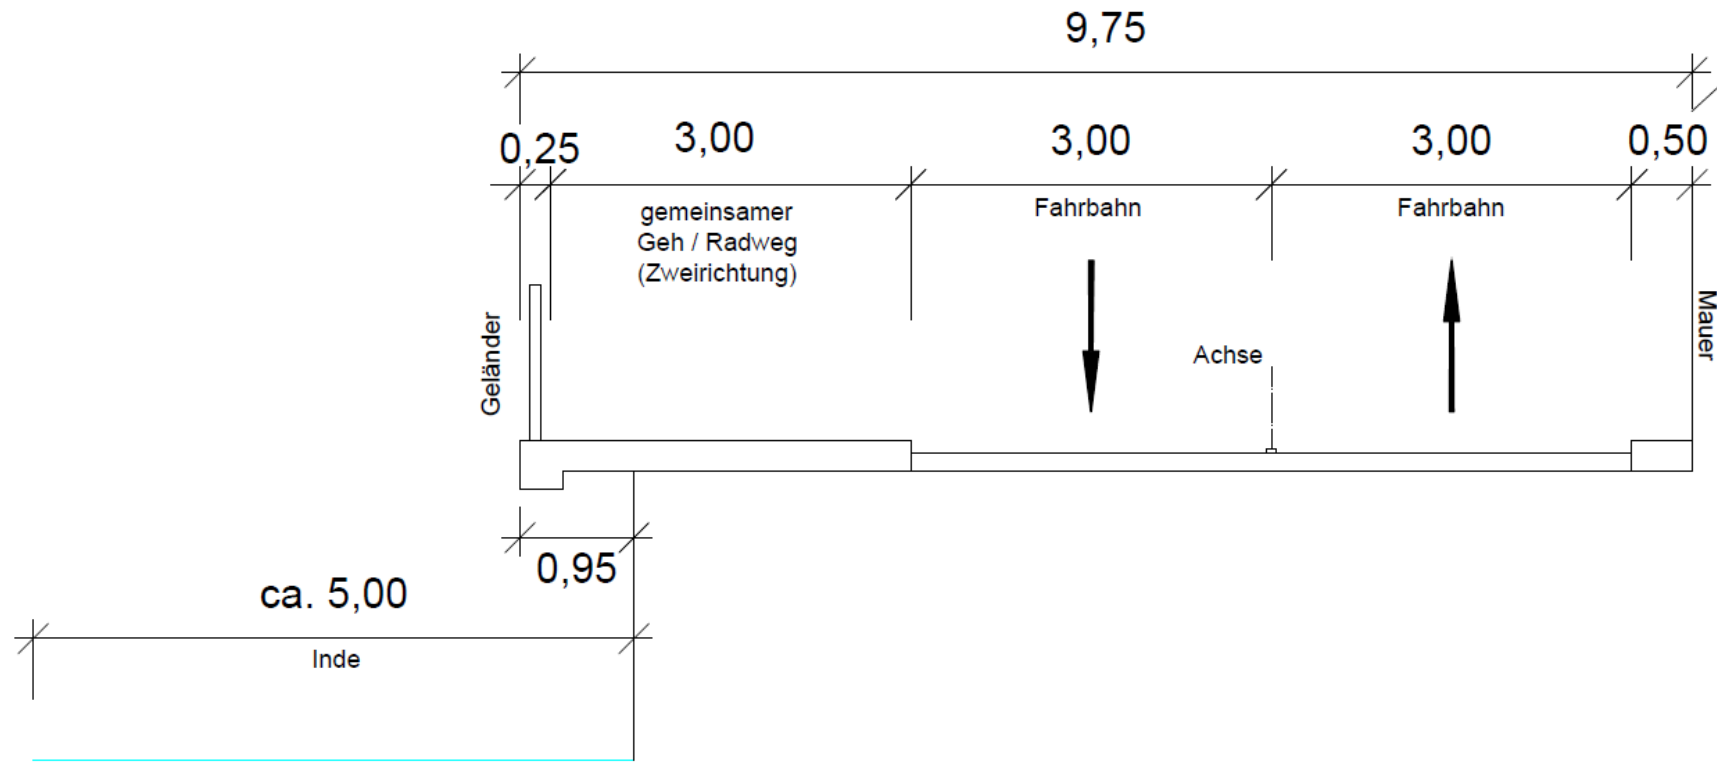 9,75
0,25
3,00
3,00
3,00
0,50
gemeinsamer
Geh / Radweg
(Zweirichtung)
Fahrbahn
Fahrbahn
Geländer
Achse
Mauer
0,95
ca. 5,00
Inde